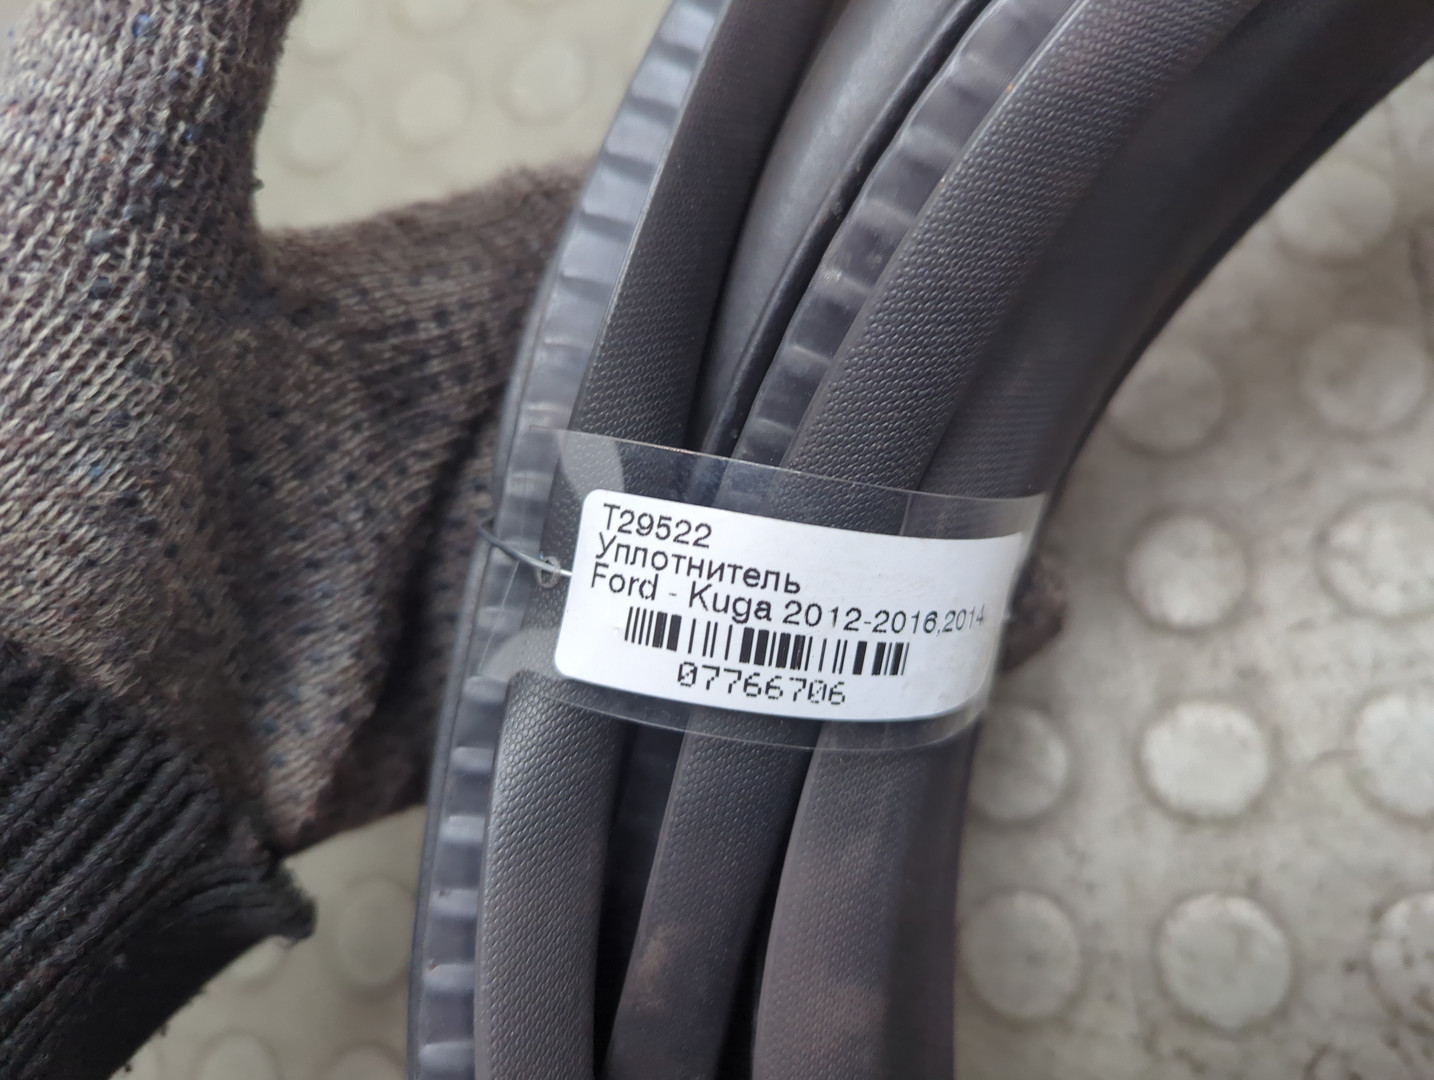 T29522
Уплотнитель
Ford - Kuga 2012-2016,2014
07766706